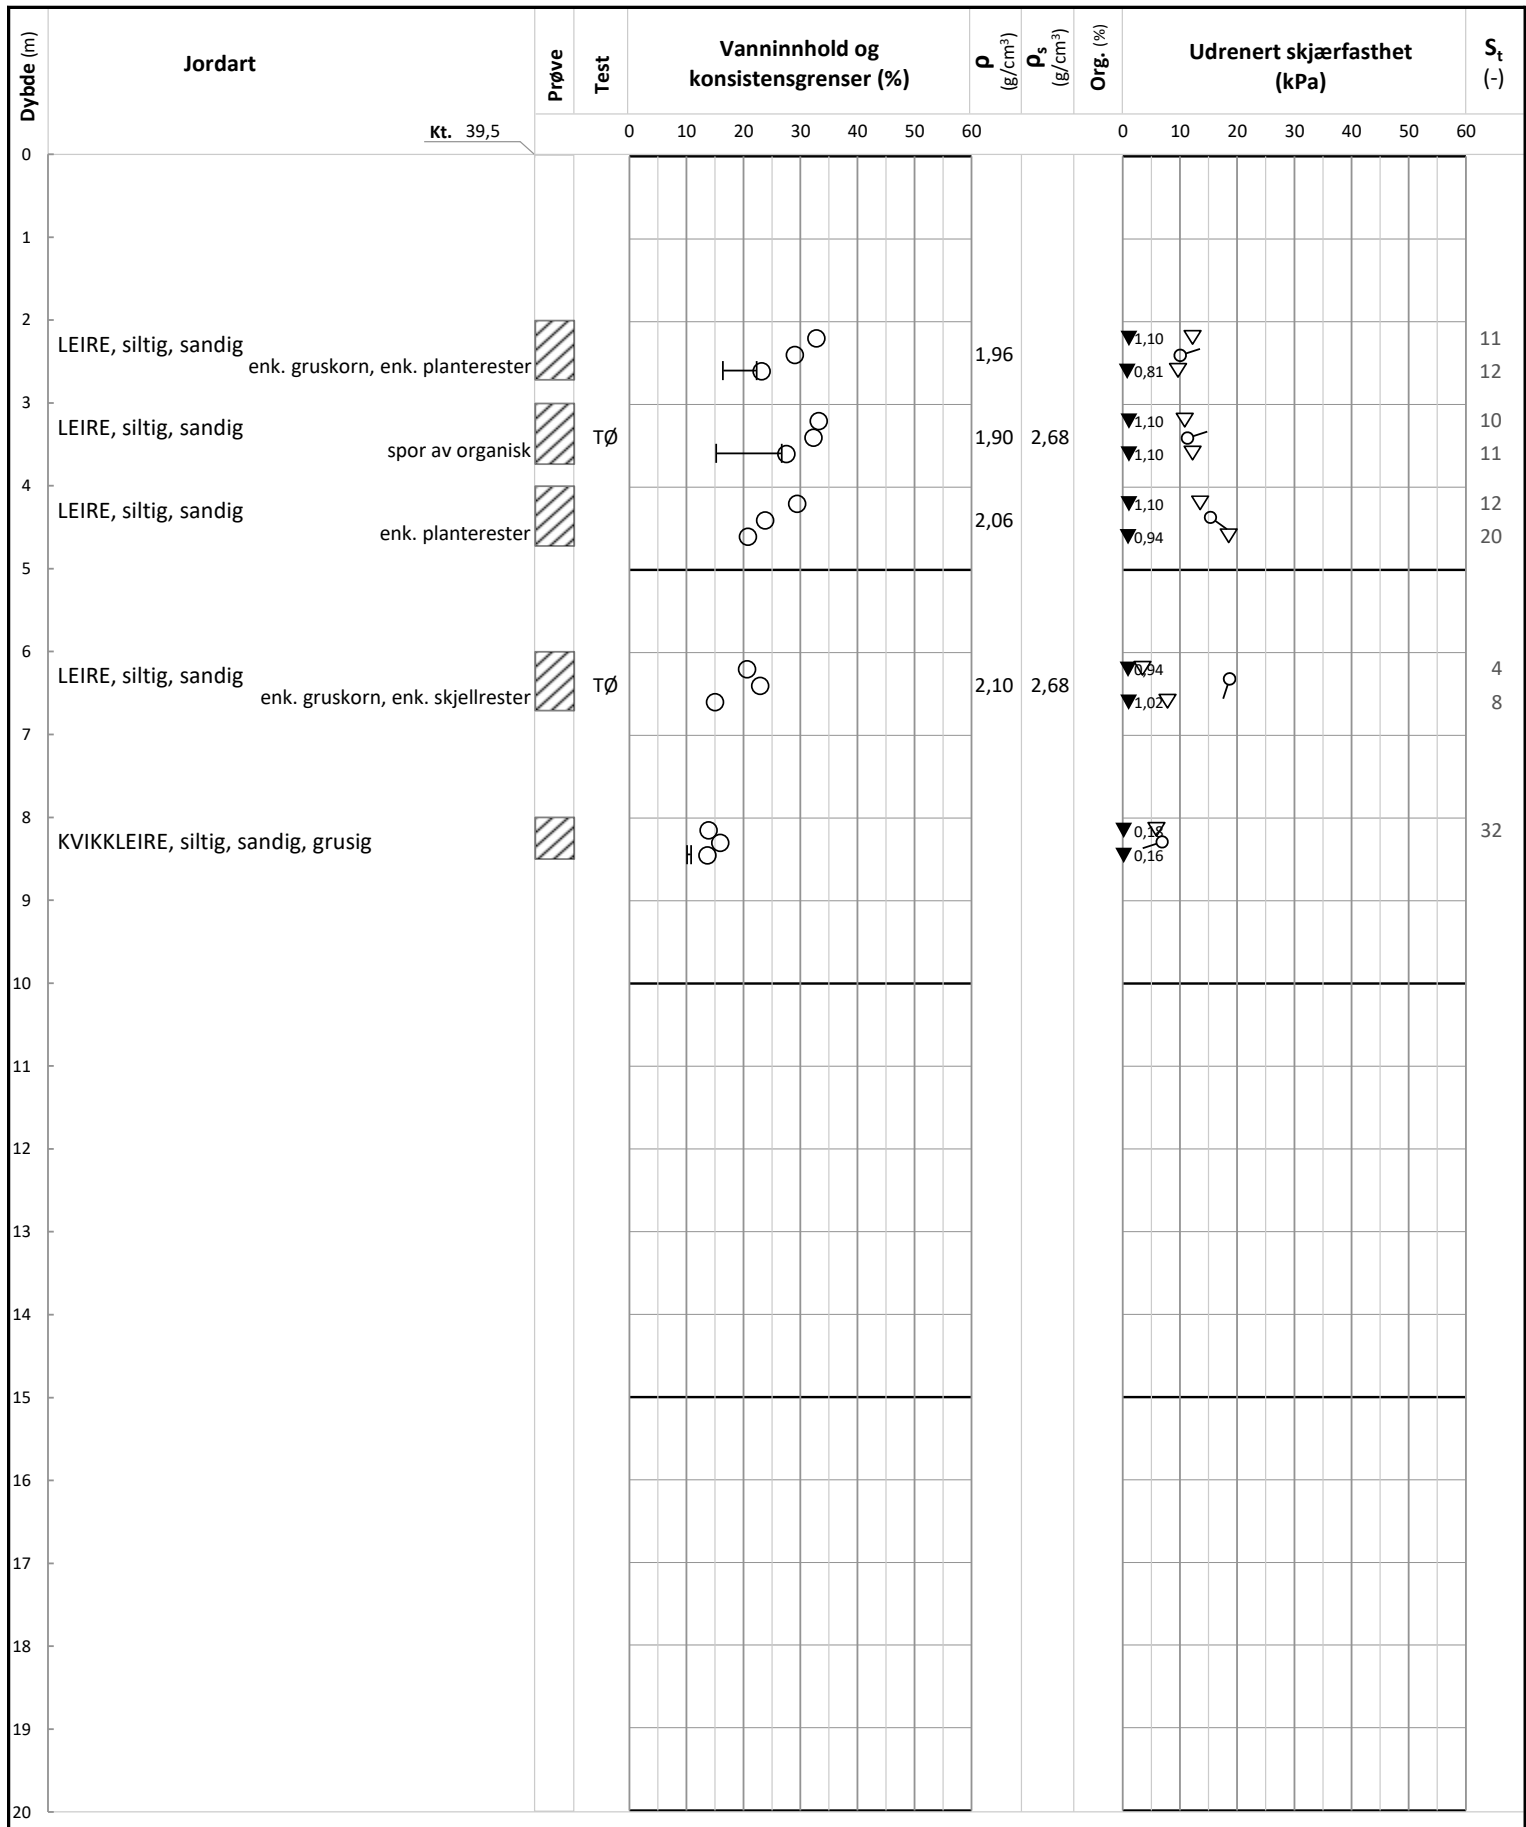 Dybde (m)
Jordart
Prøve
Test
Vanninnhold og
konsistensgrenser (%)
ρ
(g/cm³)
ρs
(g/cm³)
Org. (%)
Udrenert skjærfasthet
(kPa)
St
(-)
Kt. 39,5
0 10 20 30 40 50 60
0 10 20 30 40 50 60
0
1
2
LEIRE, siltig, sandig
enk. gruskorn, enk. planterester
1,96
1,10
0,81
11
12
3
LEIRE, siltig, sandig
spor av organisk
TØ
1,90
2,68
1,10
1,10
10
11
4
LEIRE, siltig, sandig
enk. planterester
2,06
1,10
0,94
12
20
5
6
LEIRE, siltig, sandig
enk. gruskorn, enk. skjellrester
TØ
2,10
2,68
0,94
1,02
4
8
7
8
KVIKKLEIRE, siltig, sandig, grusig
0,18
0,16
32
9
10
11
12
13
14
15
16
17
18
19
20